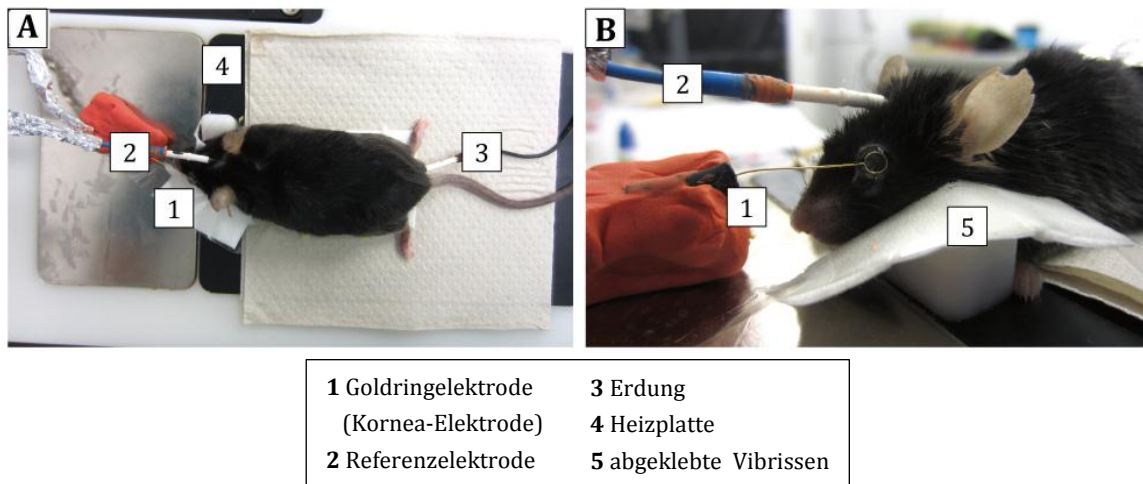 A
4
2
3
1
B
2
1
5
1 Goldringelektrode
(Kornea-Elektrode)
2 Referenzelektrode
3 Erdung
4 Heizplatte
5 abgeklebte Vibrissen